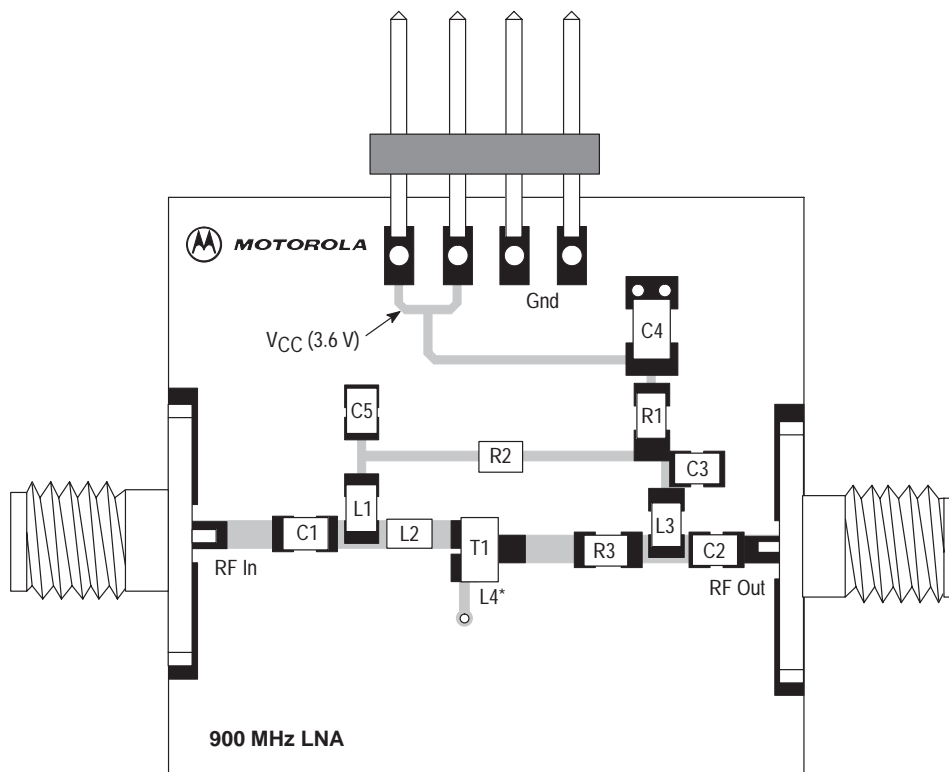 MOTOROLA
Gnd
VCC (3.6 V)
C4
C5
R1
R2
C3
L1
L3
C1
L2
T1
R3
C2
RF In
L4*
RF Out
900 MHz LNA